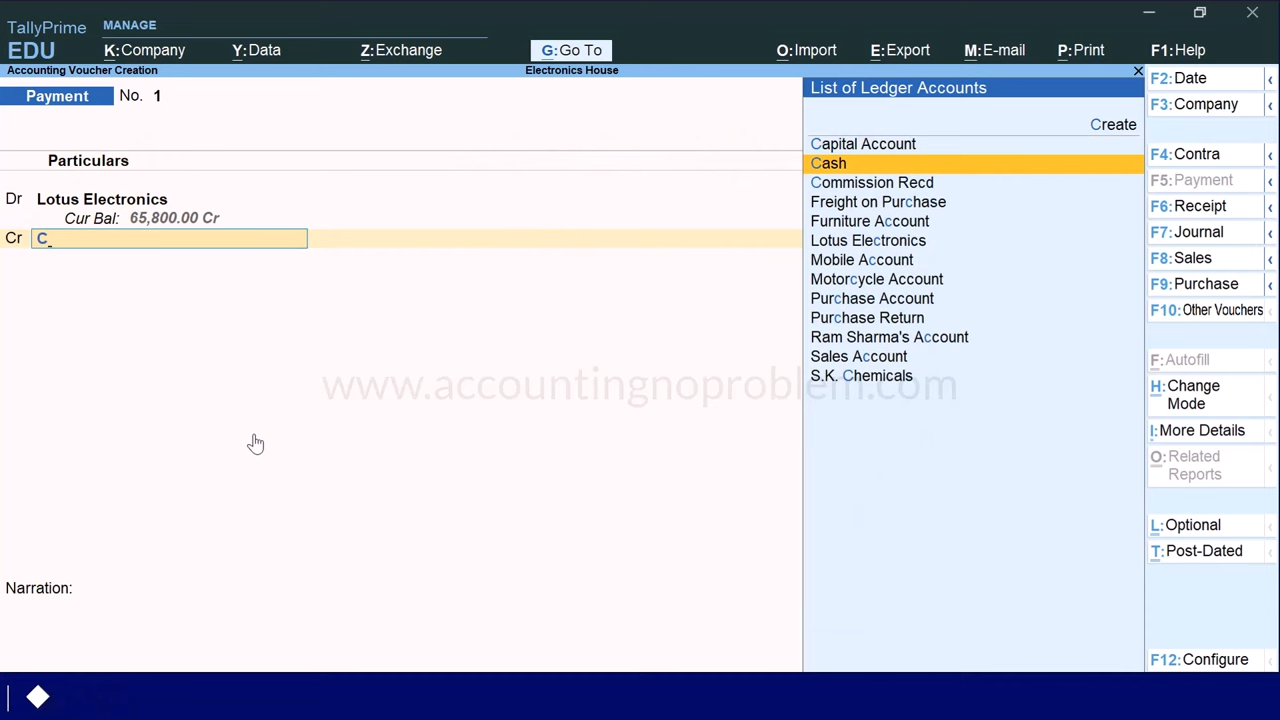 TallyPrime
MANAGE
EDU
K:Company
Y:Data
Z:Exchange
G:Go To
O:Import
E:Export
M:E-mail
P:Print
F1:Help
Accounting Voucher Creation
Electronics House
Payment No. 1
Particulars
Dr Lotus Electronics
Cur Bal: 65,800.00 Cr
Cr C
Narration:
List of Ledger Accounts
Create
Capital Account
Cash
Commission Recd
Freight on Purchase
Furniture Account
Lotus Electronics
Mobile Account
Motorcycle Account
Purchase Account
Purchase Return
Ram Sharma's Account
Sales Account
S.K. Chemicals
www.accountingnoproblem.com
F2:Date
F3:Company
F4:Contra
F5:Payment
F6:Receipt
F7:Journal
F8:Sales
F9:Purchase
F10:Other Vouchers
F:Autofill
H:Change
Mode
I:More Details
O:Related
Reports
L:Optional
T:Post-Dated
F12:Configure